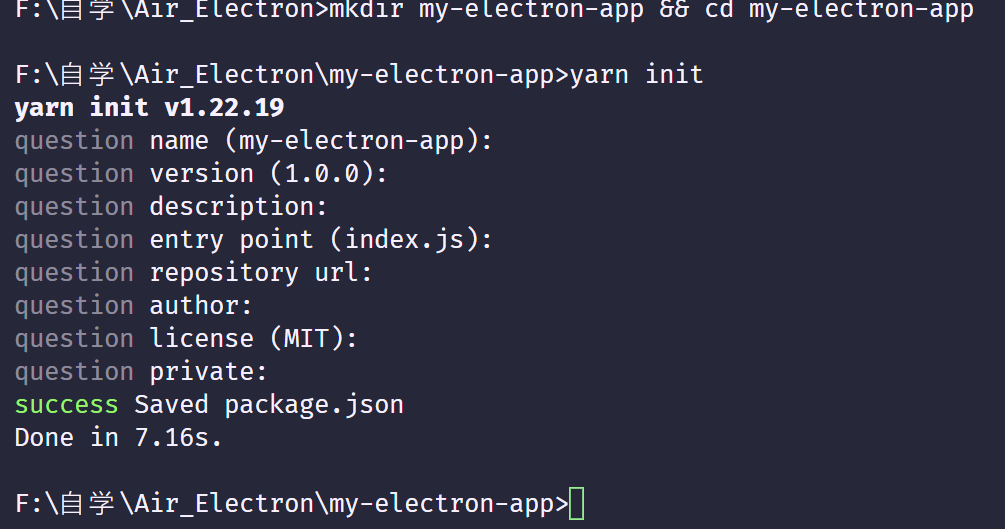 F:\自学\Air_Electron>mkdir my-electron-app && cd my-electron-app
F:\自学\Air_Electron\my-electron-app>yarn init
yarn init v1.22.19
question name (my-electron-app):
question version (1.0.0):
question description:
question entry point (index.js):
question repository url:
question author:
question license (MIT):
question private:
success Saved package.json
Done in 7.16s.
F:\自学\Air_Electron\my-electron-app>